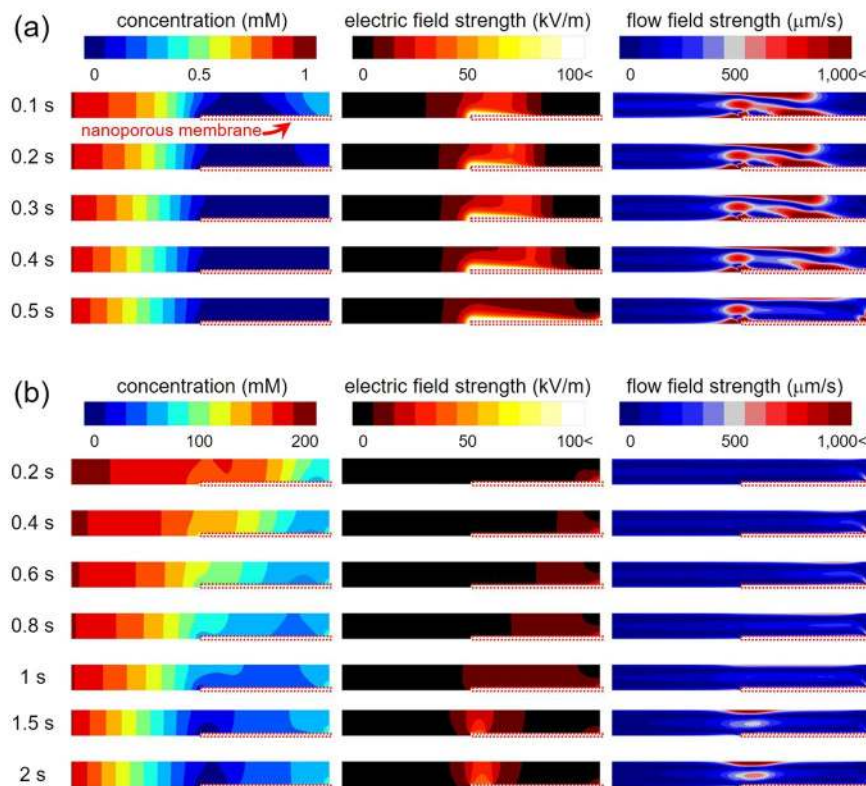 (a)
concentration (mM) electric field strength (kV/m) flow field strength (μm/s)
0 0.5 1 0 50 100< 0 500 1,000<
0.1 s
nanoporous membrane
0.2 s
0.3 s
0.4 s
0.5 s
(b)
concentration (mM) electric field strength (kV/m) flow field strength (μm/s)
0 100 200 0 50 100< 0 500 1,000<
0.2 s
0.4 s
0.6 s
0.8 s
1 s
1.5 s
2 s